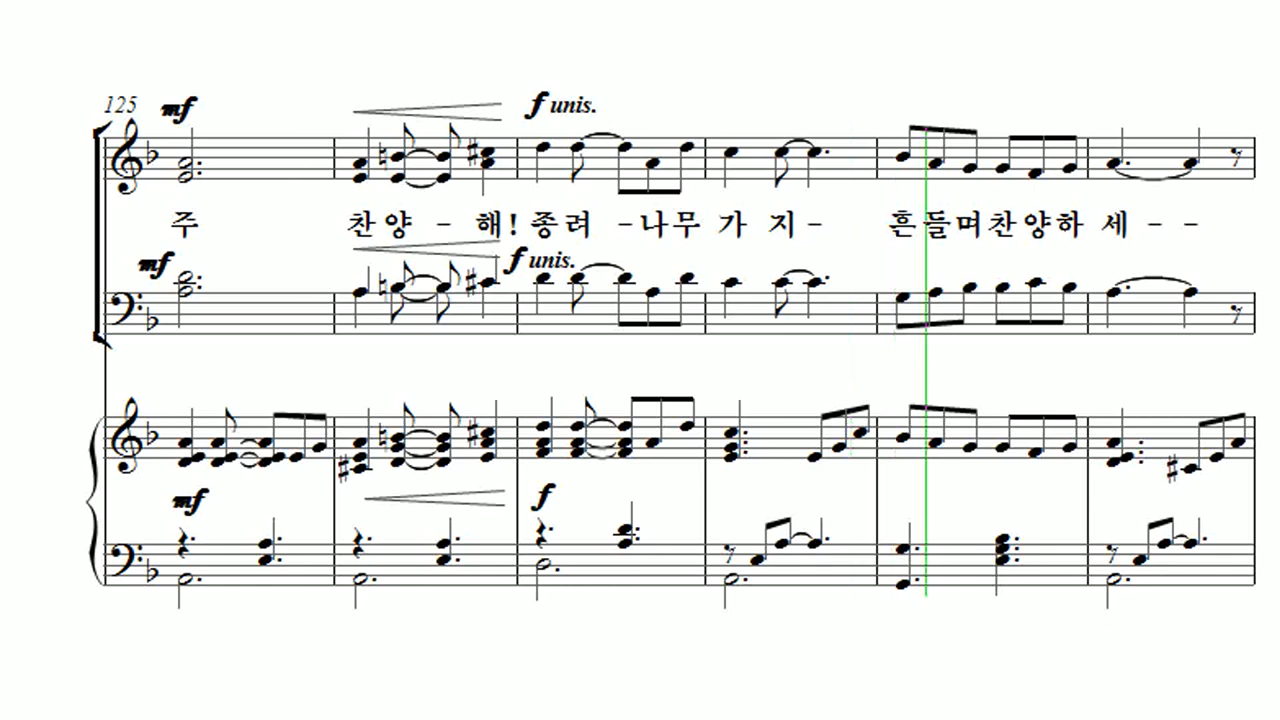 125 mf f unis.
주 찬 양 - 해! 종 려 - 나 무 가 지 - 흔 들 며 찬 양 하 세 - -
mf f unis.
mf f